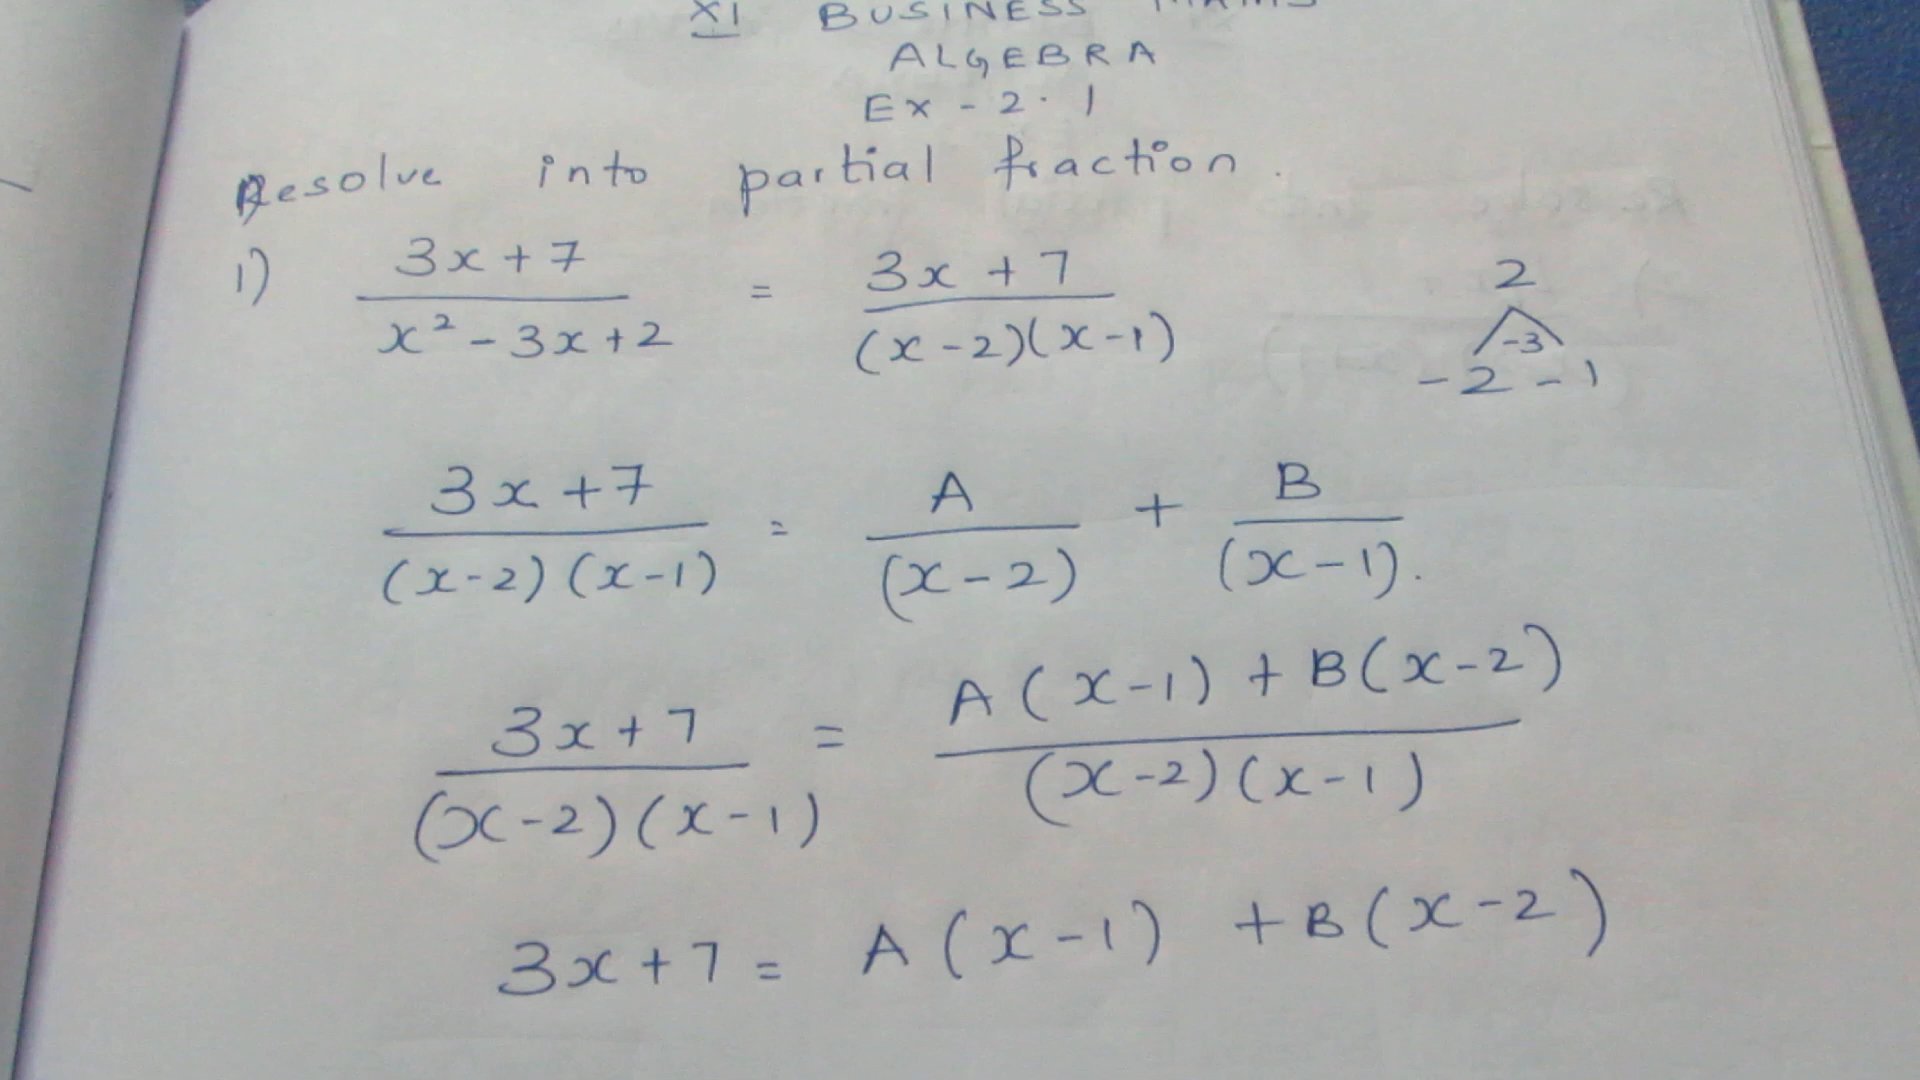 XI BUSINESS MATHS
ALGEBRA
Ex - 2.1
Resolve into partial fraction.
1) 3x+7 / x² - 3x + 2 = 3x + 7 / (x-2)(x-1)
2
-3
-2 -1
3x+7 / (x-2)(x-1) = A / (x-2) + B / (x-1).
3x+7 / (x-2)(x-1) = A(x-1) + B(x-2) / (x-2)(x-1)
3x+7 = A(x-1) + B(x-2)